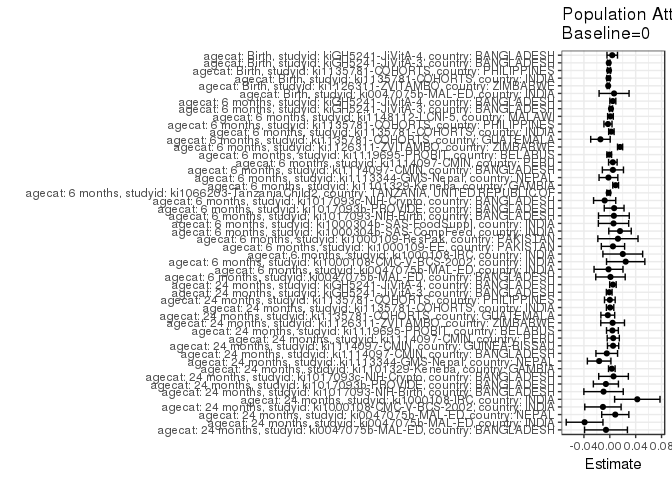 Population Att
Baseline=0
agecat: Birth, studyid: kiGH5241-JiVitA-4, country: BANGLADESH
agecat: Birth, studyid: kiGH5241-JiVitA-3, country: BANGLADESH
agecat: Birth, studyid: ki1135781-COHORTS, country: PHILIPPINES
agecat: Birth, studyid: ki1135781-COHORTS, country: INDIA
agecat: Birth, studyid: ki1126311-ZVITAMBO, country: ZIMBABWE
agecat: Birth, studyid: ki0047075b-MAL-ED, country: INDIA
agecat: 6 months, studyid: kiGH5241-JiVitA-4, country: BANGLADESH
agecat: 6 months, studyid: kiGH5241-JiVitA-3, country: BANGLADESH
agecat: 6 months, studyid: ki1148112-LCNI-5, country: MALAWI
agecat: 6 months, studyid: ki1135781-COHORTS, country: PHILIPPINES
agecat: 6 months, studyid: ki1135781-COHORTS, country: INDIA
agecat: 6 months, studyid: ki1135781-COHORTS, country: GUATEMALA
agecat: 6 months, studyid: ki1126311-ZVITAMBO, country: ZIMBABWE
agecat: 6 months, studyid: ki1119695-PROBIT, country: BELARUS
agecat: 6 months, studyid: ki1114097-CMIN, country: PERU
agecat: 6 months, studyid: ki1114097-CMIN, country: BANGLADESH
agecat: 6 months, studyid: ki1113344-GMS-Nepal, country: NEPAL
agecat: 6 months, studyid: ki1101329-Keneba, country: GAMBIA
agecat: 6 months, studyid: ki1066203-TanzaniaChild2, country: TANZANIA, UNITED REPUBLIC OF
agecat: 6 months, studyid: ki1017093c-NIH-Crypto, country: BANGLADESH
agecat: 6 months, studyid: ki1017093b-PROVIDE, country: BANGLADESH
agecat: 6 months, studyid: ki1017093-NIH-Birth, country: BANGLADESH
agecat: 6 months, studyid: ki1000304b-SAS-FoodSuppl, country: INDIA
agecat: 6 months, studyid: ki1000304b-SAS-CompFeed, country: INDIA
agecat: 6 months, studyid: ki1000109-ResPak, country: PAKISTAN
agecat: 6 months, studyid: ki1000109-EE, country: PAKISTAN
agecat: 6 months, studyid: ki1000108-IRC, country: INDIA
agecat: 6 months, studyid: ki1000108-CMC-V-BCS-2002, country: INDIA
agecat: 6 months, studyid: ki0047075b-MAL-ED, country: INDIA
agecat: 6 months, studyid: ki0047075b-MAL-ED, country: BANGLADESH
agecat: 24 months, studyid: kiGH5241-JiVitA-4, country: BANGLADESH
agecat: 24 months, studyid: kiGH5241-JiVitA-3, country: BANGLADESH
agecat: 24 months, studyid: ki1135781-COHORTS, country: PHILIPPINES
agecat: 24 months, studyid: ki1135781-COHORTS, country: INDIA
agecat: 24 months, studyid: ki1135781-COHORTS, country: GUATEMALA
agecat: 24 months, studyid: ki1126311-ZVITAMBO, country: ZIMBABWE
agecat: 24 months, studyid: ki1119695-PROBIT, country: BELARUS
agecat: 24 months, studyid: ki1114097-CMIN, country: PERU
agecat: 24 months, studyid: ki1114097-CMIN, country: GUINEA-BISSAU
agecat: 24 months, studyid: ki1114097-CMIN, country: BANGLADESH
agecat: 24 months, studyid: ki1113344-GMS-Nepal, country: NEPAL
agecat: 24 months, studyid: ki1101329-Keneba, country: GAMBIA
agecat: 24 months, studyid: ki1017093c-NIH-Crypto, country: BANGLADESH
agecat: 24 months, studyid: ki1017093b-PROVIDE, country: BANGLADESH
agecat: 24 months, studyid: ki1017093-NIH-Birth, country: BANGLADESH
agecat: 24 months, studyid: ki1000108-IRC, country: INDIA
agecat: 24 months, studyid: ki1000108-CMC-V-BCS-2002, country: INDIA
agecat: 24 months, studyid: ki0047075b-MAL-ED, country: NEPAL
agecat: 24 months, studyid: ki0047075b-MAL-ED, country: INDIA
agecat: 24 months, studyid: ki0047075b-MAL-ED, country: BANGLADESH
-0.04 0.00 0.04 0.08
Estimate